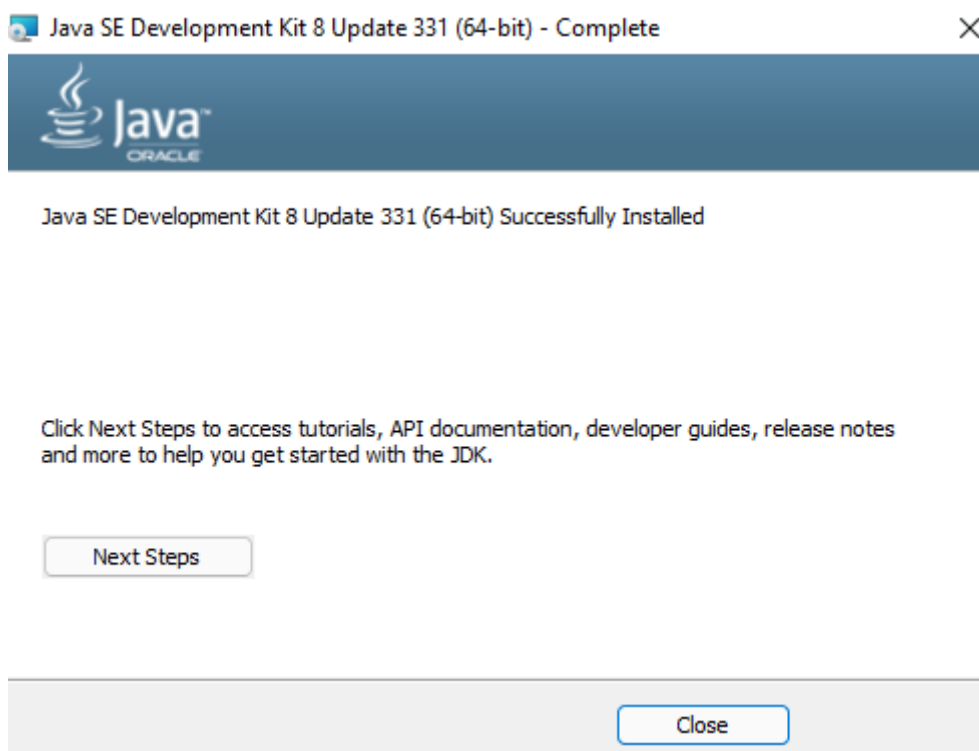 Java SE Development Kit 8 Update 331 (64-bit) - Complete
Java™
ORACLE
Java SE Development Kit 8 Update 331 (64-bit) Successfully Installed
Click Next Steps to access tutorials, API documentation, developer guides, release notes
and more to help you get started with the JDK.
Next Steps
Close